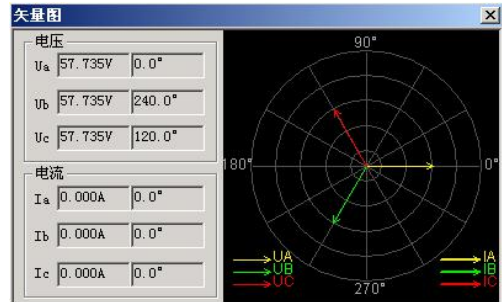 矢量图
电压
Ua 57.735V 0.0°
Ub 57.735V 240.0°
Uc 57.735V 120.0°
电流
Ia 0.000A 0.0°
Ib 0.000A 0.0°
Ic 0.000A 0.0°
90°
180° 0°
270°
UA
UB
UC
IA
IB
IC